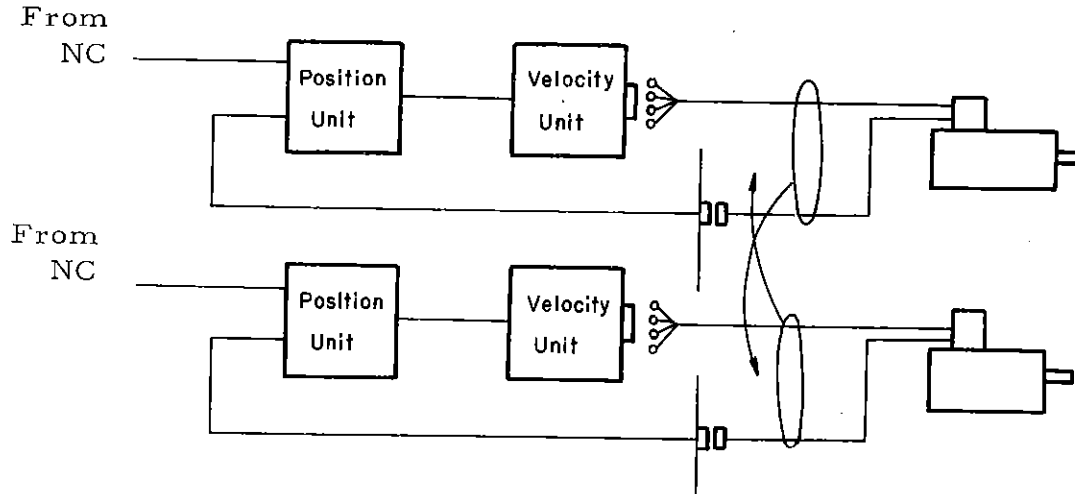 From
NC
Position
Unit
Velocity
Unit
From
NC
Position
Unit
Velocity
Unit